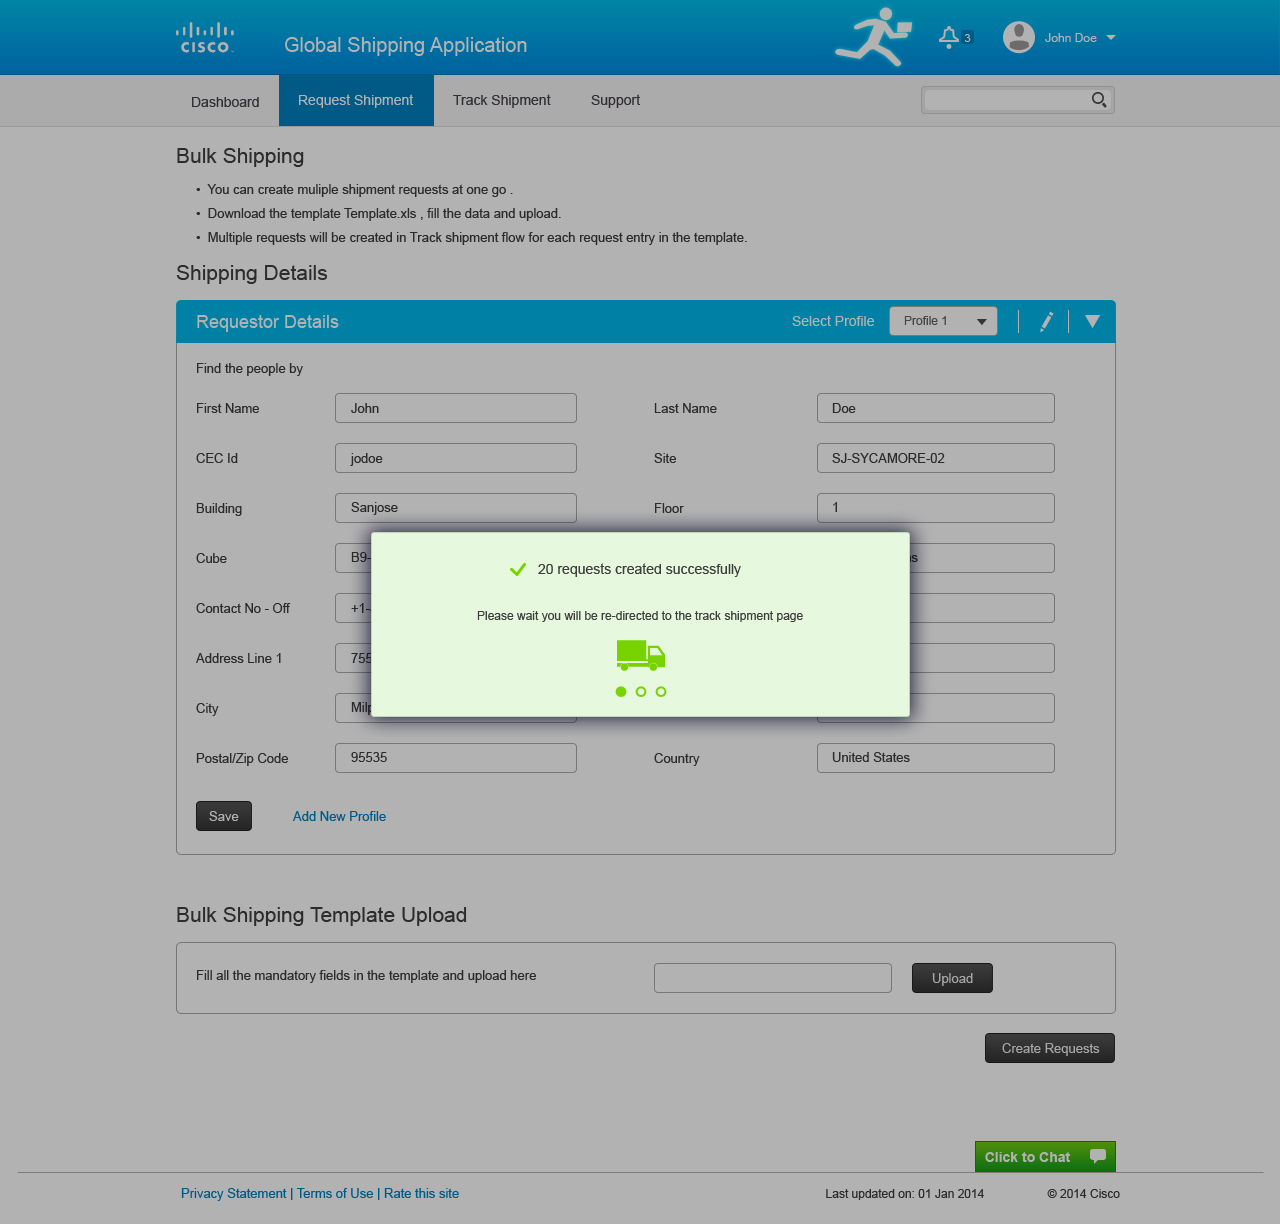 CISCO
Global Shipping Application
3
John Doe
Dashboard
Request Shipment
Track Shipment
Support
Bulk Shipping
• You can create muliple shipment requests at one go .
• Download the template Template.xls , fill the data and upload.
• Multiple requests will be created in Track shipment flow for each request entry in the template.
Shipping Details
Requestor Details
Select Profile
Profile 1
Find the people by
First Name
John
Last Name
Doe
CEC Id
jodoe
Site
SJ-SYCAMORE-02
Building
Sanjose
Floor
1
Cube
B9-
Contact No - Off
+1-
Address Line 1
755
City
Postal/Zip Code
95535
Country
United States
20 requests created successfully
Please wait you will be re-directed to the track shipment page
Save
Add New Profile
Bulk Shipping Template Upload
Fill all the mandatory fields in the template and upload here
Upload
Create Requests
Click to Chat
Privacy Statement | Terms of Use | Rate this site
Last updated on: 01 Jan 2014
© 2014 Cisco